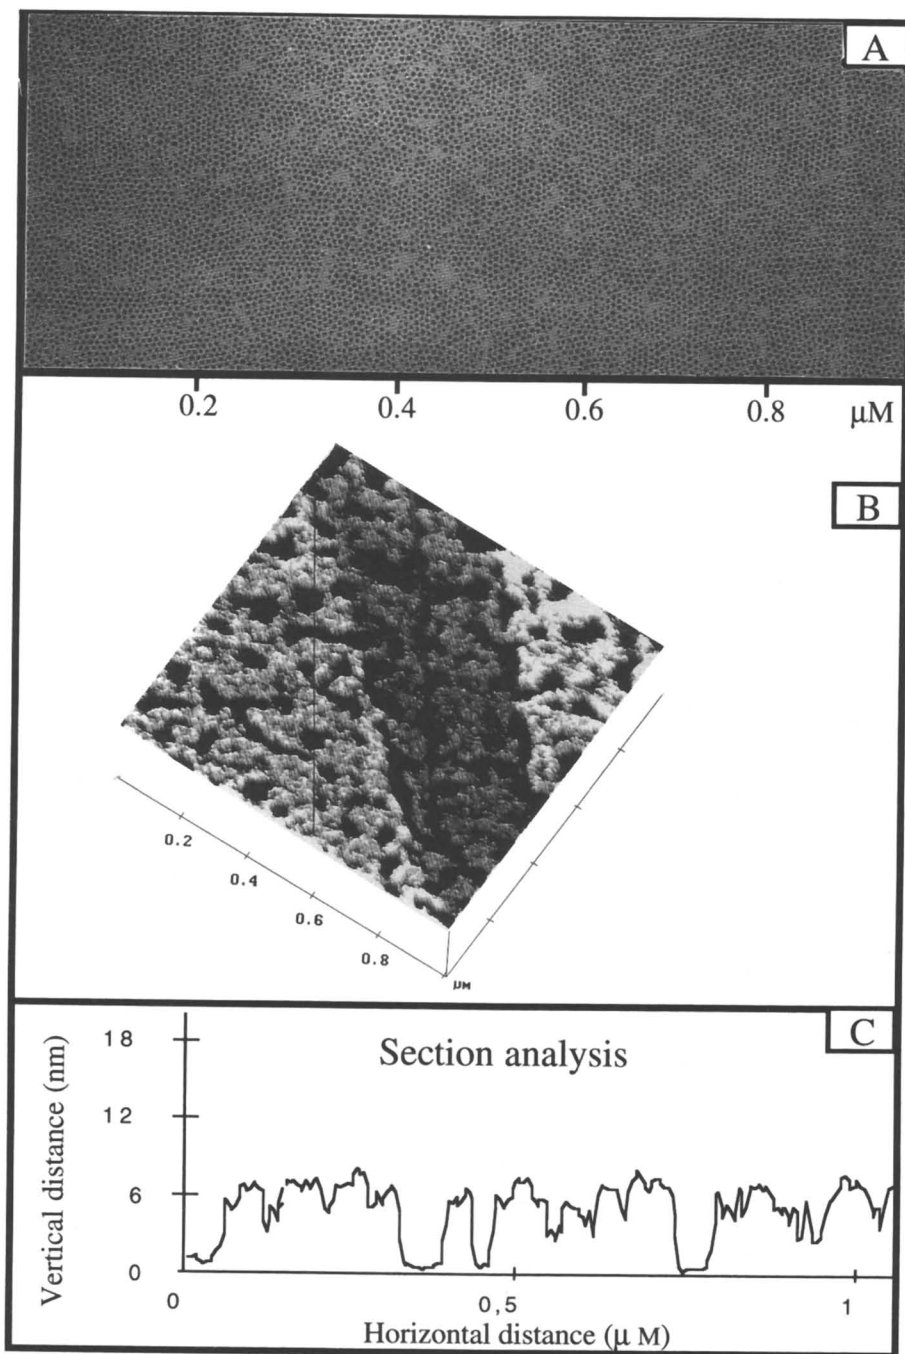 A
0.2 0.4 0.6 0.8 μM
B
0.2
0.4
0.6
0.8
μM
C
Section analysis
Vertical distance (nm)
18
12
6
0
0 0,5 1
Horizontal distance (μ M)